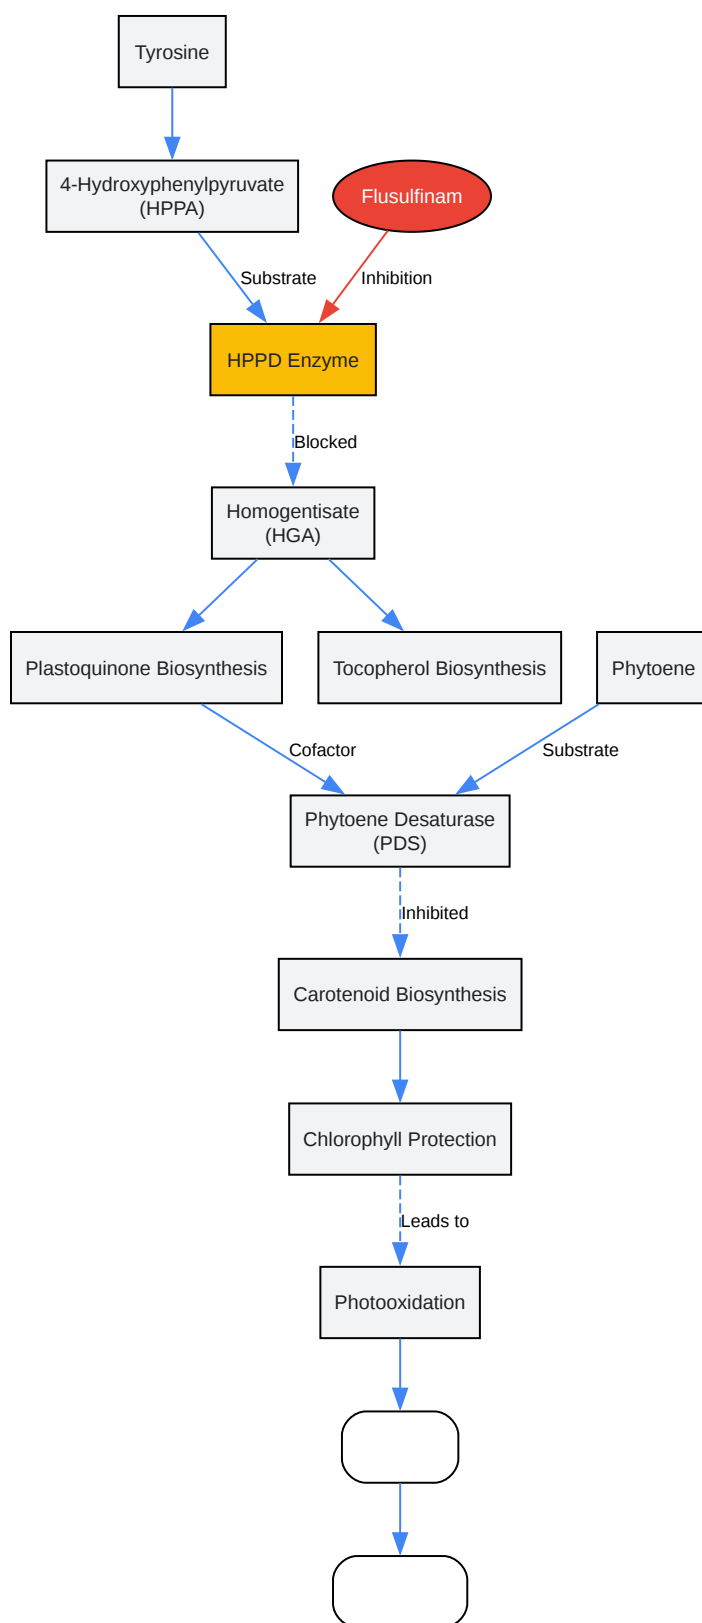 Tyrosine
4-Hydroxyphenylpyruvate
(HPPA)
Flusulfinam
Substrate
Inhibition
HPPD Enzyme
Blocked
Homogentisate
(HGA)
Plastoquinone Biosynthesis
Tocopherol Biosynthesis
Phytoene
Cofactor
Substrate
Phytoene Desaturase
(PDS)
Inhibited
Carotenoid Biosynthesis
Chlorophyll Protection
Leads to
Photooxidation